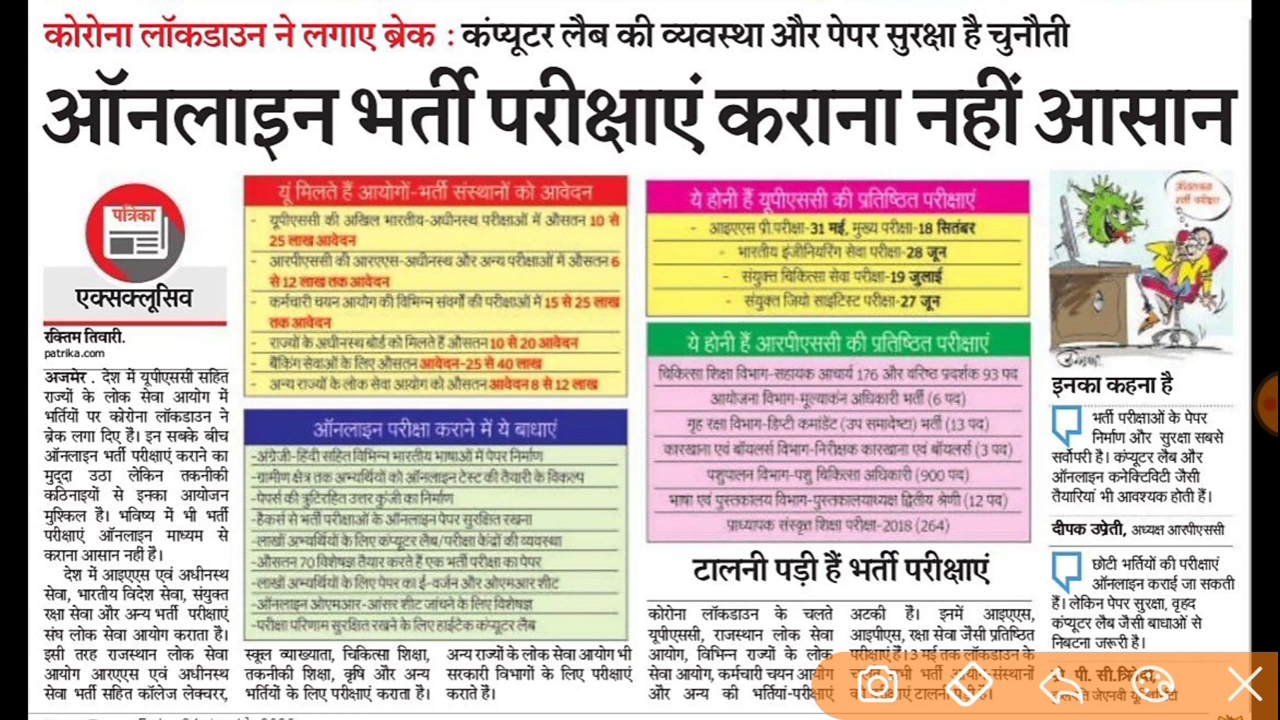 कोरोना लॉकडाउन ने लगाए ब्रेक : कंप्यूटर लैब की व्यवस्था और पेपर सुरक्षा है चुनौती
ऑनलाइन भर्ती परीक्षाएं कराना नहीं आसान
पत्रिका
एक्सक्लूसिव
रक्तिम तिवारी.
patrika.com
अजमेर . देश में यूपीएससी सहित
राज्यों के लोक सेवा आयोग में
भर्तियों पर कोरोना लॉकडाउन ने
ब्रेक लगा दिए है। इन सबके बीच
ऑनलाइन भर्ती परीक्षाएं कराने का
मुद्दा उठा लेकिन तकनीकी
कठिनाइयों से इनका आयोजन
मुश्किल है। भविष्य में भी भर्ती
परीक्षाएं ऑनलाइन माध्यम से
कराना आसान नहीं है।
देश में आइएएस एवं अधीनस्थ
सेवा, भारतीय विदेश सेवा, संयुक्त
रक्षा सेवा और अन्य भर्ती परीक्षाएं
संघ लोक सेवा आयोग कराता है।
इसी तरह राजस्थान लोक सेवा
आयोग आरएएस एवं अधीनस्थ
सेवा भर्ती सहित कॉलेज लेक्चरर,
यूं मिलते हैं आयोगों-भर्ती संस्थानों को आवेदन
- यूपीएससी की अखिल भारतीय-अधीनस्थ परीक्षाओं में औसतन 10 से
25 लाख आवेदन
- आरपीएससी की आरएएस-अधीनस्थ और अन्य परीक्षाओं में औसतन 6
से 12 लाख तक आवेदन
- कर्मचारी चयन आयोग की विभिन्न संवर्गों की परीक्षाओं में 15 से 25 लाख
तक आवेदन
- राज्यों के अधीनस्थ बोर्ड को मिलते हैं औसतन 10 से 20 आवेदन
- बैंकिंग सेवाओं के लिए औसतन आवेदन-25 से 40 लाख
- अन्य राज्यों के लोक सेवा आयोग को औसतन आवेदन 8 से 12 लाख
ऑनलाइन परीक्षा कराने में ये बाधाएं
-अंग्रेजी-हिंदी सहित विभिन्न भारतीय भाषाओं में पेपर निर्माण
-ग्रामीण क्षेत्र तक अभ्यर्थियों को ऑनलाइन टेस्ट की तैयारी के विकल्प
-पेपर्स की त्रुटिरहित उत्तर कुंजी का निर्माण
-हैकर्स से भर्ती परीक्षाओं के ऑनलाइन पेपर सुरक्षित रखना
-लाखों अभ्यर्थियों के लिए कंप्यूटर लैब/परीक्षा केंद्रों की व्यवस्था
-औसतन 70 विशेषज्ञ तैयार करते हैं एक भर्ती परीक्षा का पेपर
-लाखों अभ्यर्थियों के लिए पेपर का ई-वर्जन और ओएमआर शीट
-ऑनलाइन ओएमआर-आंसर शीट जांचने के लिए विशेषज्ञ
-परीक्षा परिणाम सुरक्षित रखने के लिए हाईटेक कंप्यूटर लैब
स्कूल व्याख्याता, चिकित्सा शिक्षा,
तकनीकी शिक्षा, कृषि और अन्य
भर्तियों के लिए परीक्षाएं कराता है।
अन्य राज्यों के लोक सेवा आयोग भी
सरकारी विभागों के लिए परीक्षाएं
कराते है।
ये होनी हैं यूपीएससी की प्रतिष्ठित परीक्षाएं
- आइएएस प्री.परीक्षा-31 मई, मुख्य परीक्षा-18 सितंबर
- भारतीय इंजीनियरिंग सेवा परीक्षा-28 जून
- संयुक्त चिकित्सा सेवा परीक्षा-19 जुलाई
- संयुक्त जियो साइंटिस्ट परीक्षा-27 जून
ये होनी हैं आरपीएससी की प्रतिष्ठित परीक्षाएं
चिकित्सा शिक्षा विभाग-सहायक आचार्य 176 और वरिष्ठ प्रदर्शक 93 पद
आयोजना विभाग-मूल्यांकन अधिकारी भर्ती (6 पद)
गृह रक्षा विभाग-डिप्टी कमांडेंट (उप समादेष्टा) भर्ती (13 पद)
कारखाना एवं बॉयलर्स विभाग-निरीक्षक कारखाना एवं बॉयलर्स (3 पद)
पशुपालन विभाग-पशु चिकित्सा अधिकारी (900 पद)
भाषा एवं पुस्तकालय विभाग-पुस्तकालयाध्यक्ष द्वितीय श्रेणी (12 पद)
प्राध्यापक संस्कृत शिक्षा परीक्षा-2018 (264)
टालनी पड़ी हैं भर्ती परीक्षाएं
कोरोना लॉकडाउन के चलते
यूपीएससी, राजस्थान लोक सेवा
आयोग, विभिन्न राज्यों के लोक
सेवा आयोग, कर्मचारी चयन आयोग
और अन्य की भर्तियां-परीक्षाएं
अटकी है। इनमें आइएएस,
आइपीएस, रक्षा सेवा जैसी प्रतिष्ठित
परीक्षाएं है। 3 मई तक लॉकडाउन के
इनका कहना है
भर्ती परीक्षाओं के पेपर
निर्माण और सुरक्षा सबसे
सर्वोपरी है। कंप्यूटर लैब और
ऑनलाइन कनेक्टिविटी जैसी
तैयारियां भी आवश्यक होती हैं।
दीपक उप्रेती, अध्यक्ष आरपीएससी
छोटी भर्तियों की परीक्षाएं
ऑनलाइन कराई जा सकती
हैं। लेकिन पेपर सुरक्षा, वृहद
कंप्यूटर लैब जैसी बाधाओं से
निबटना जरूरी है।